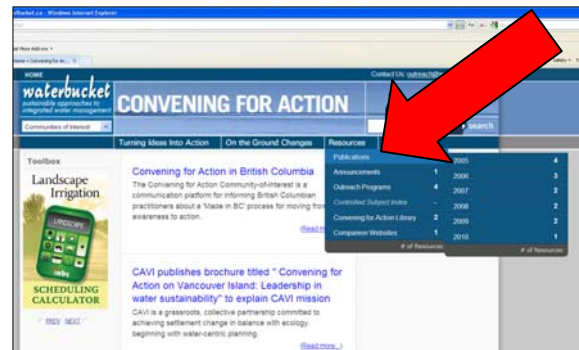 - Windows Internet Explorer
HOME
Contact Us:
waterbucket
sustainable approaches to
integrated water management
CONVENING FOR ACTION
Communities of Interest
search
Turning Ideas Into Action
On the Ground Changes
Resources
Toolbox
Landscape
Irrigation
LANDSCAPE
SCHEDULING
CALCULATOR
PREV NEXT
Convening for Action in British Columbia
The Convening for Action Community-of-Interest is a
communication platform for informing British Columbian
practitioners about a 'Made in BC' process for moving from
awareness to action.
CAVI publishes brochure titled " Convening for
Action on Vancouver Island: Leadership in
water sustainability" to explain CAVI mission
CAVI is a grassroots, collective partnership committed to
achieving settlement change in balance with ecology,
beginning with water-centric planning.
(Read more...)
Publications
Announcements 1
Outreach Programs 4
Controlled Subject Index -
Convening for Action Library 2
Companion Websites 1
# of Resources
2005 4
2006 3
2007 2
2008 2
2009 2
2010 1
# of Resources